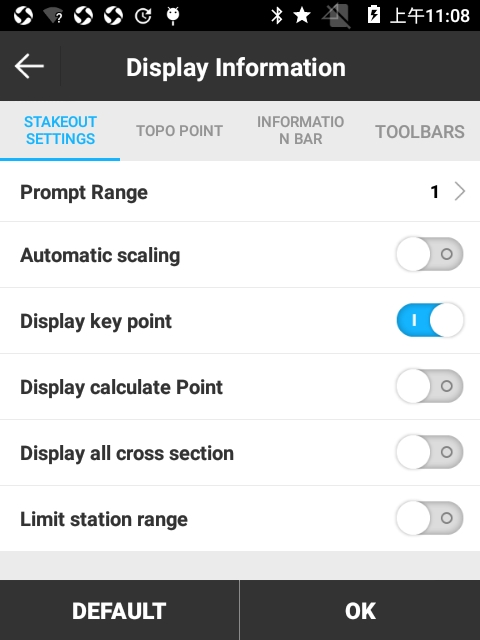 上午11:08
Display Information
STAKEOUT
SETTINGS
TOPO POINT
INFORMATIO
N BAR
TOOLBARS
Prompt Range
1
Automatic scaling
Display key point
Display calculate Point
Display all cross section
Limit station range
DEFAULT
OK